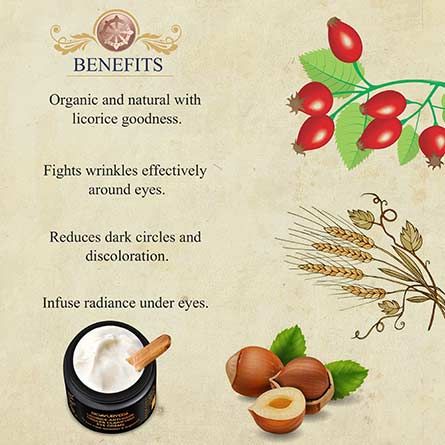 BENEFITS
Organic and natural with
licorice goodness.
Fights wrinkles effectively
around eyes.
Reduces dark circles and
discoloration.
Infuse radiance under eyes.